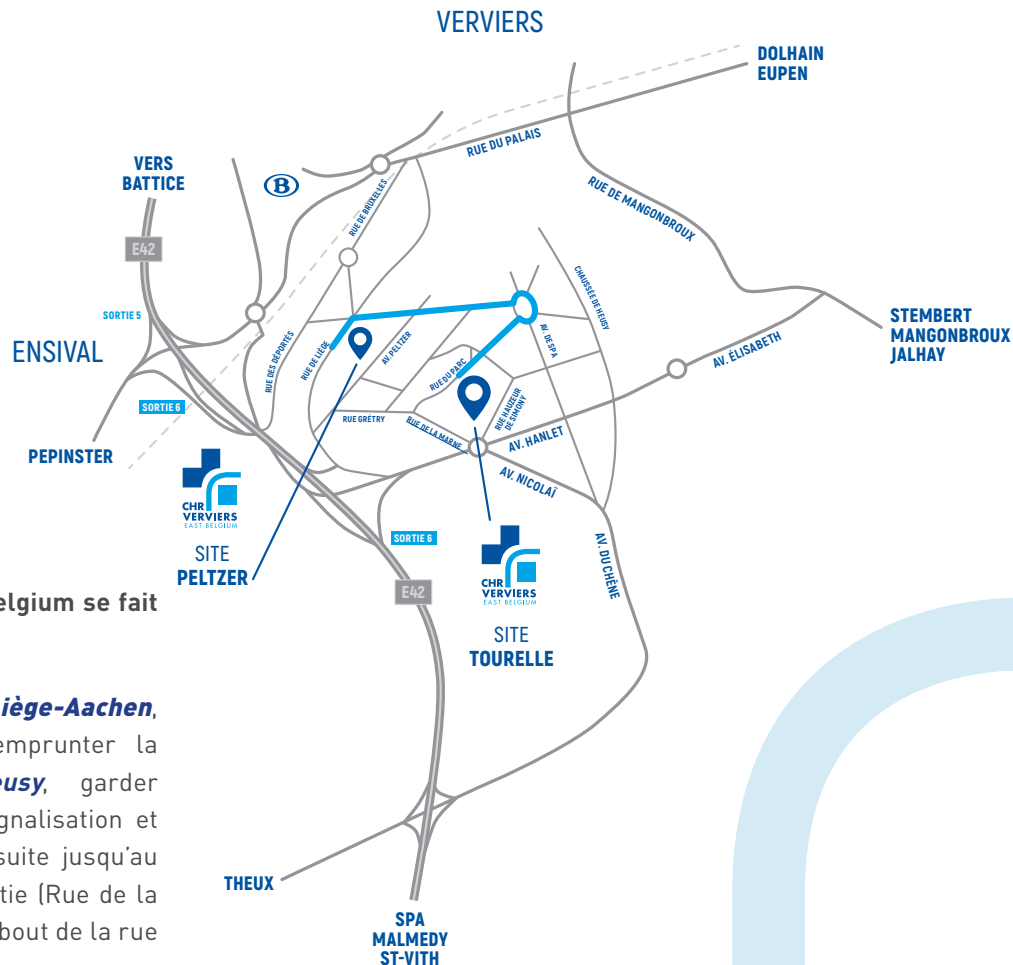 VERVIERS
DOLHAIN
EUPEN
RUE DU PALAIS
VERS
BATTICE
B
RUE DE BRUXELLES
RUE DE MANGONBROUX
E42
CHAUSSÉE DE HEUSY
SORTIE 5
STEMBERT
MANGONBROUX
JALHAY
ENSIVAL
RUE DES DÉPORTÉS
RUE DE LIÈGE
AV. PELTZER
AV. DE SPA
AV. ÉLISABETH
RUE DU PARC
SORTIE 6
RUE GRÉTRY
RUE DE LA MARNE
RUE HAUZEUR
DE SIMONY
AV. HANLET
PEPINSTER
AV. NICOLAÏ
CHR
VERVIERS
EAST BELGIUM
SITE
PELTZER
SORTIE 6
AV. DU CHÊNE
E42
CHR
VERVIERS
EAST BELGIUM
SITE
TOURELLE
elgium se fait
iège-Aachen,
emprunter la
eusy, garder
gnalisation et
suite jusqu'au
tie (Rue de la
bout de la rue
THEUX
SPA
MALMEDY
ST-VITH